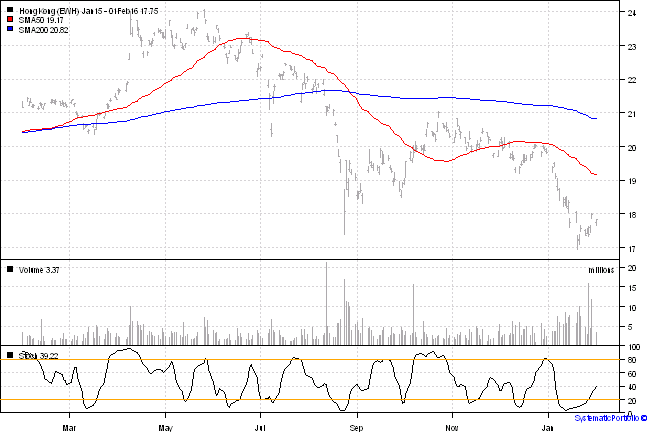 Hong Kong (EWH) Jan15 - 01Feb16 17.75
SMA50 19.17
SMA200 20.82
24
23
22
21
20
19
18
17
Volume 3.37
millions
20
15
10
5
39.22
100
80
60
40
20
0
Mar
May
Jul
Sep
Nov
Jan
SystematicPortfolio ©